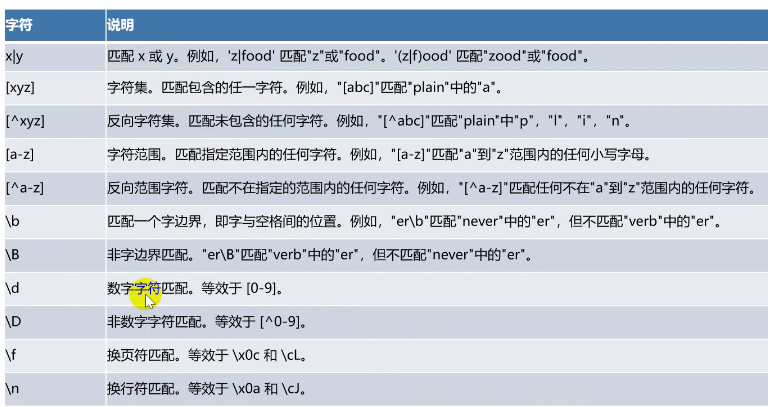 字符 说明
x|y 匹配 x 或 y。例如，'z|food' 匹配"z"或"food"。'(z|f)ood' 匹配"zood"或"food"。
[xyz] 字符集。匹配包含的任一字符。例如，"[abc]"匹配"plain"中的"a"。
[^xyz] 反向字符集。匹配未包含的任何字符。例如，"[^abc]"匹配"plain"中"p"，"l"，"i"，"n"。
[a-z] 字符范围。匹配指定范围内的任何字符。例如，"[a-z]"匹配"a"到"z"范围内的任何小写字母。
[^a-z] 反向范围字符。匹配不在指定的范围内的任何字符。例如，"[^a-z]"匹配任何不在"a"到"z"范围内的任何字符。
\b 匹配一个字边界，即字与空格间的位置。例如，"er\b"匹配"never"中的"er"，但不匹配"verb"中的"er"。
\B 非字边界匹配。"er\B"匹配"verb"中的"er"，但不匹配"never"中的"er"。
\d 数字字符匹配。等效于 [0-9]。
\D 非数字字符匹配。等效于 [^0-9]。
\f 换页符匹配。等效于 \x0c 和 \cL。
\n 换行符匹配。等效于 \x0a 和 \cJ。